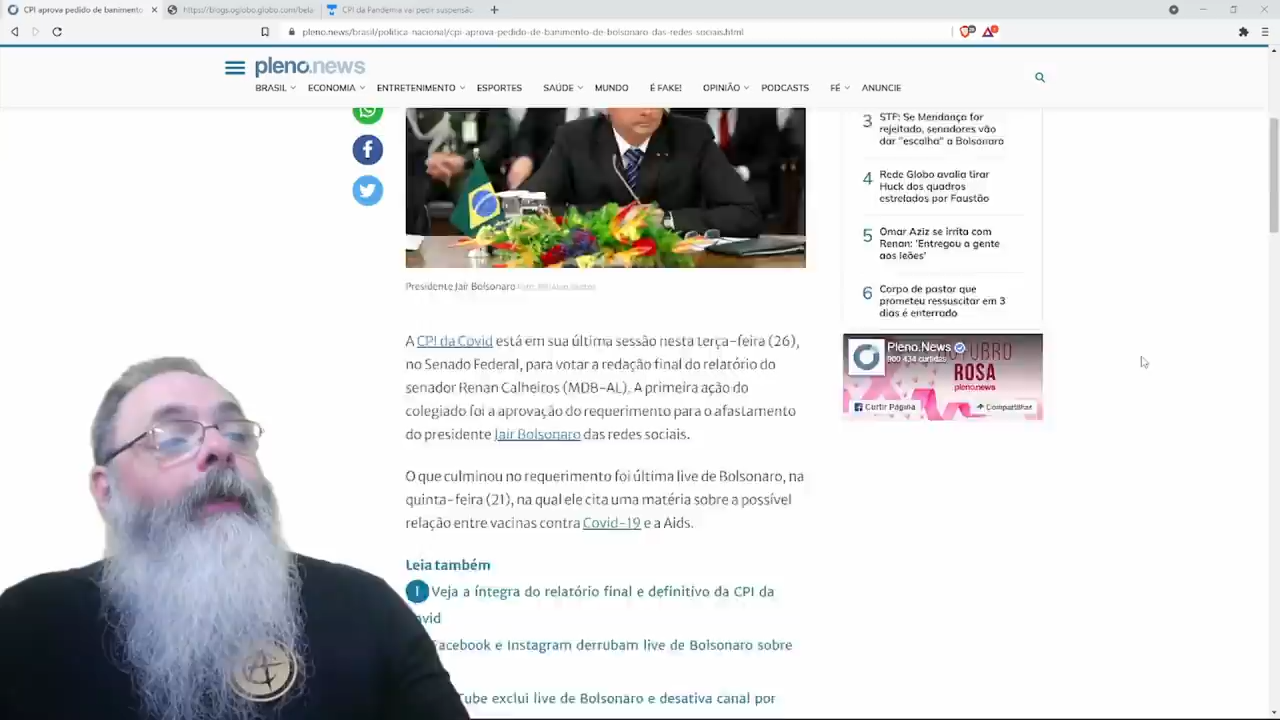 CPI aprova pedido de banimento
https://blogs.oglobo.globo.com/bela
CPI da Pandemia vai pedir suspensão
pleno.news/brasil/politica-nacional/cpi-aprova-pedido-de-banimento-de-bolsonaro-das-redes-sociais.html
pleno.news
BRASIL ECONOMIA ENTRETENIMENTO ESPORTES SAÚDE MUNDO É FAKE! OPINIÃO PODCASTS FÉ ANUNCIE
Presidente Jair Bolsonaro
A CPI da Covid está em sua última sessão nesta terça-feira (26),
no Senado Federal, para votar a redação final do relatório do
senador Renan Calheiros (MDB-AL). A primeira ação do
colegiado foi a aprovação do requerimento para o afastamento
do presidente Jair Bolsonaro das redes sociais.
O que culminou no requerimento foi última live de Bolsonaro, na
quinta-feira (21), na qual ele cita uma matéria sobre a possível
relação entre vacinas contra Covid-19 e a Aids.
Leia também
1 Veja a íntegra do relatório final e definitivo da CPI da
vid
Facebook e Instagram derrubam live de Bolsonaro sobre
Tube exclui live de Bolsonaro e desativa canal por
3 STF: Se Mendonça for
rejeitado, senadores vão
dar "escalha" a Bolsonaro
4 Rede Globo avalia tirar
Huck dos quadros
estrelados por Faustão
5 Omar Aziz se irrita com
Renan: 'Entregou a gente
aos leões'
6 Corpo de pastor que
prometeu ressuscitar em 3
dias é enterrado
Pleno.News
900.434 curtidas
OUTUBRO
ROSA
pleno.news
Curtir Página
Compartilhar